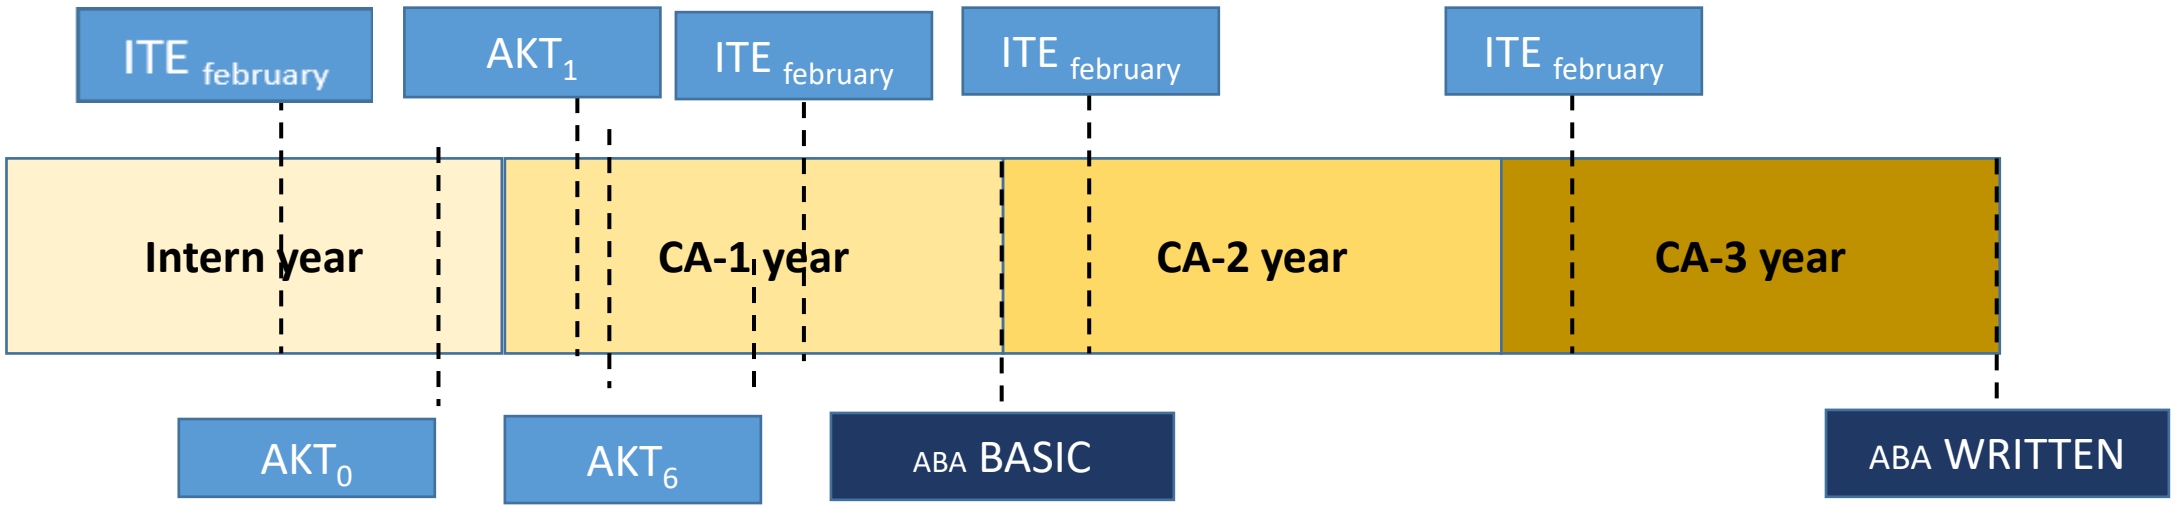 ITE february
AKT1
ITE february
ITE february
ITE february
Intern year
CA-1 year
CA-2 year
CA-3 year
AKT0
AKT6
ABA BASIC
ABA WRITTEN